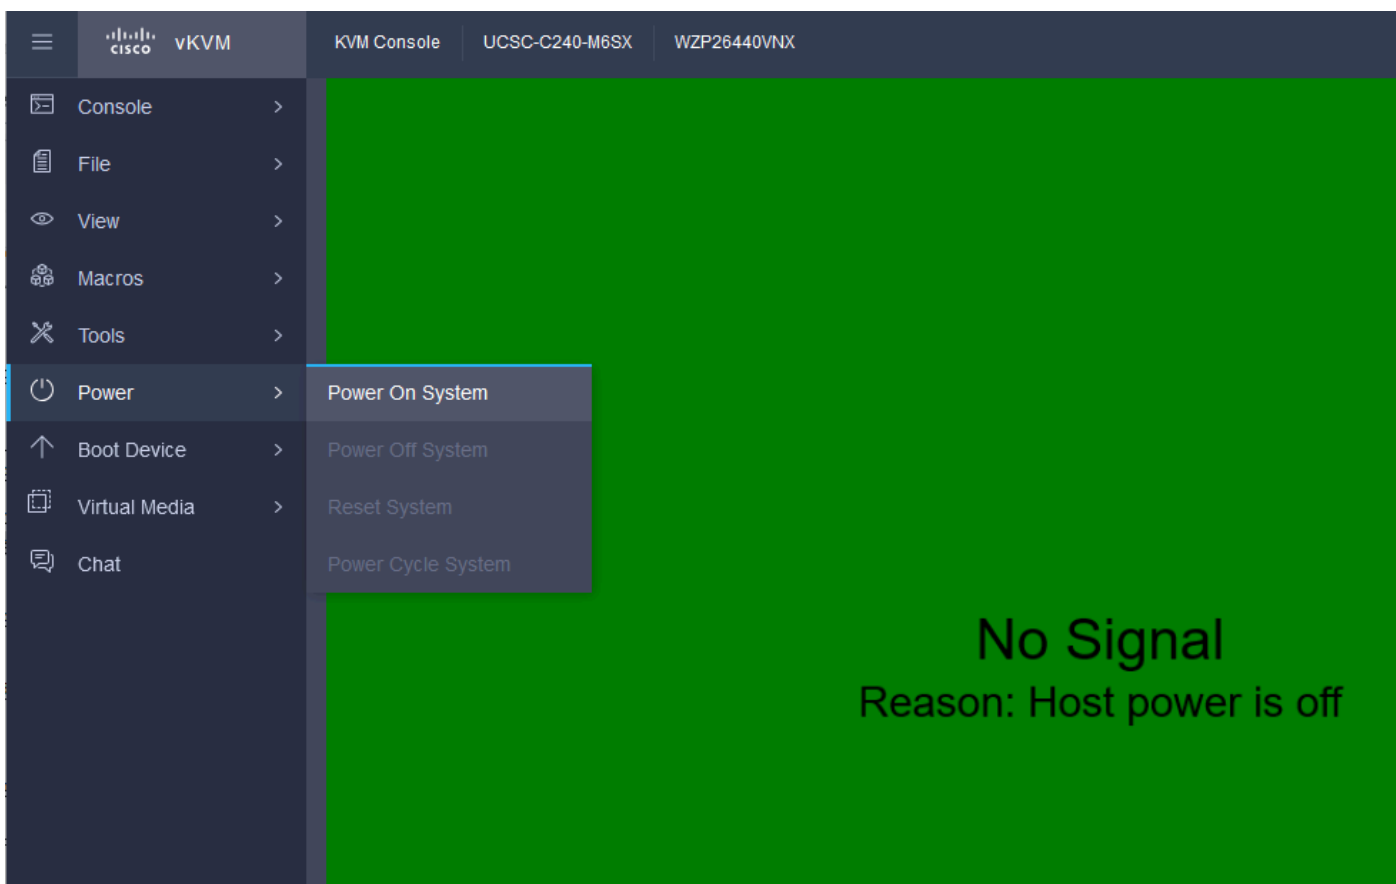 cisco vKVM KVM Console UCSC-C240-M6SX WZP26440VNX
Console
File
View
Macros
Tools
Power
Power On System
Boot Device
Power Off System
Virtual Media
Reset System
Chat
Power Cycle System
No Signal
Reason: Host power is off